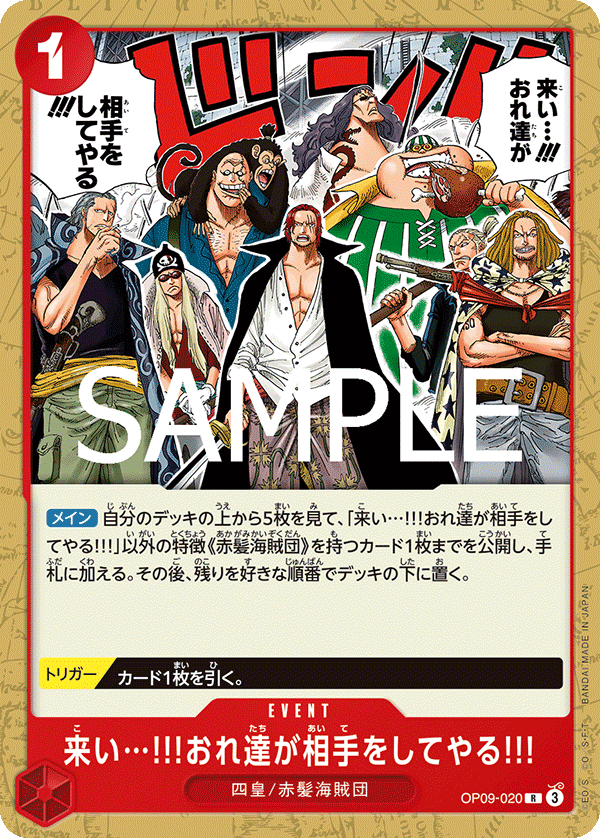 1
来い…!!!
おれ達が
相手を
してやる
!!!
ドーン
SAMPLE
メイン 自分のデッキの上から5枚を見て、「来い…!!!おれ達が相手をし
てやる!!!」以外の特徴《赤髪海賊団》を持つカード1枚までを公開し、手
札に加える。その後、残りを好きな順番でデッキの下に置く。
トリガー カード1枚を引く。
EVENT
来い…!!!おれ達が相手をしてやる!!!
四皇/赤髪海賊団
OP09-020 R 3
BANDAI MADE IN JAPAN